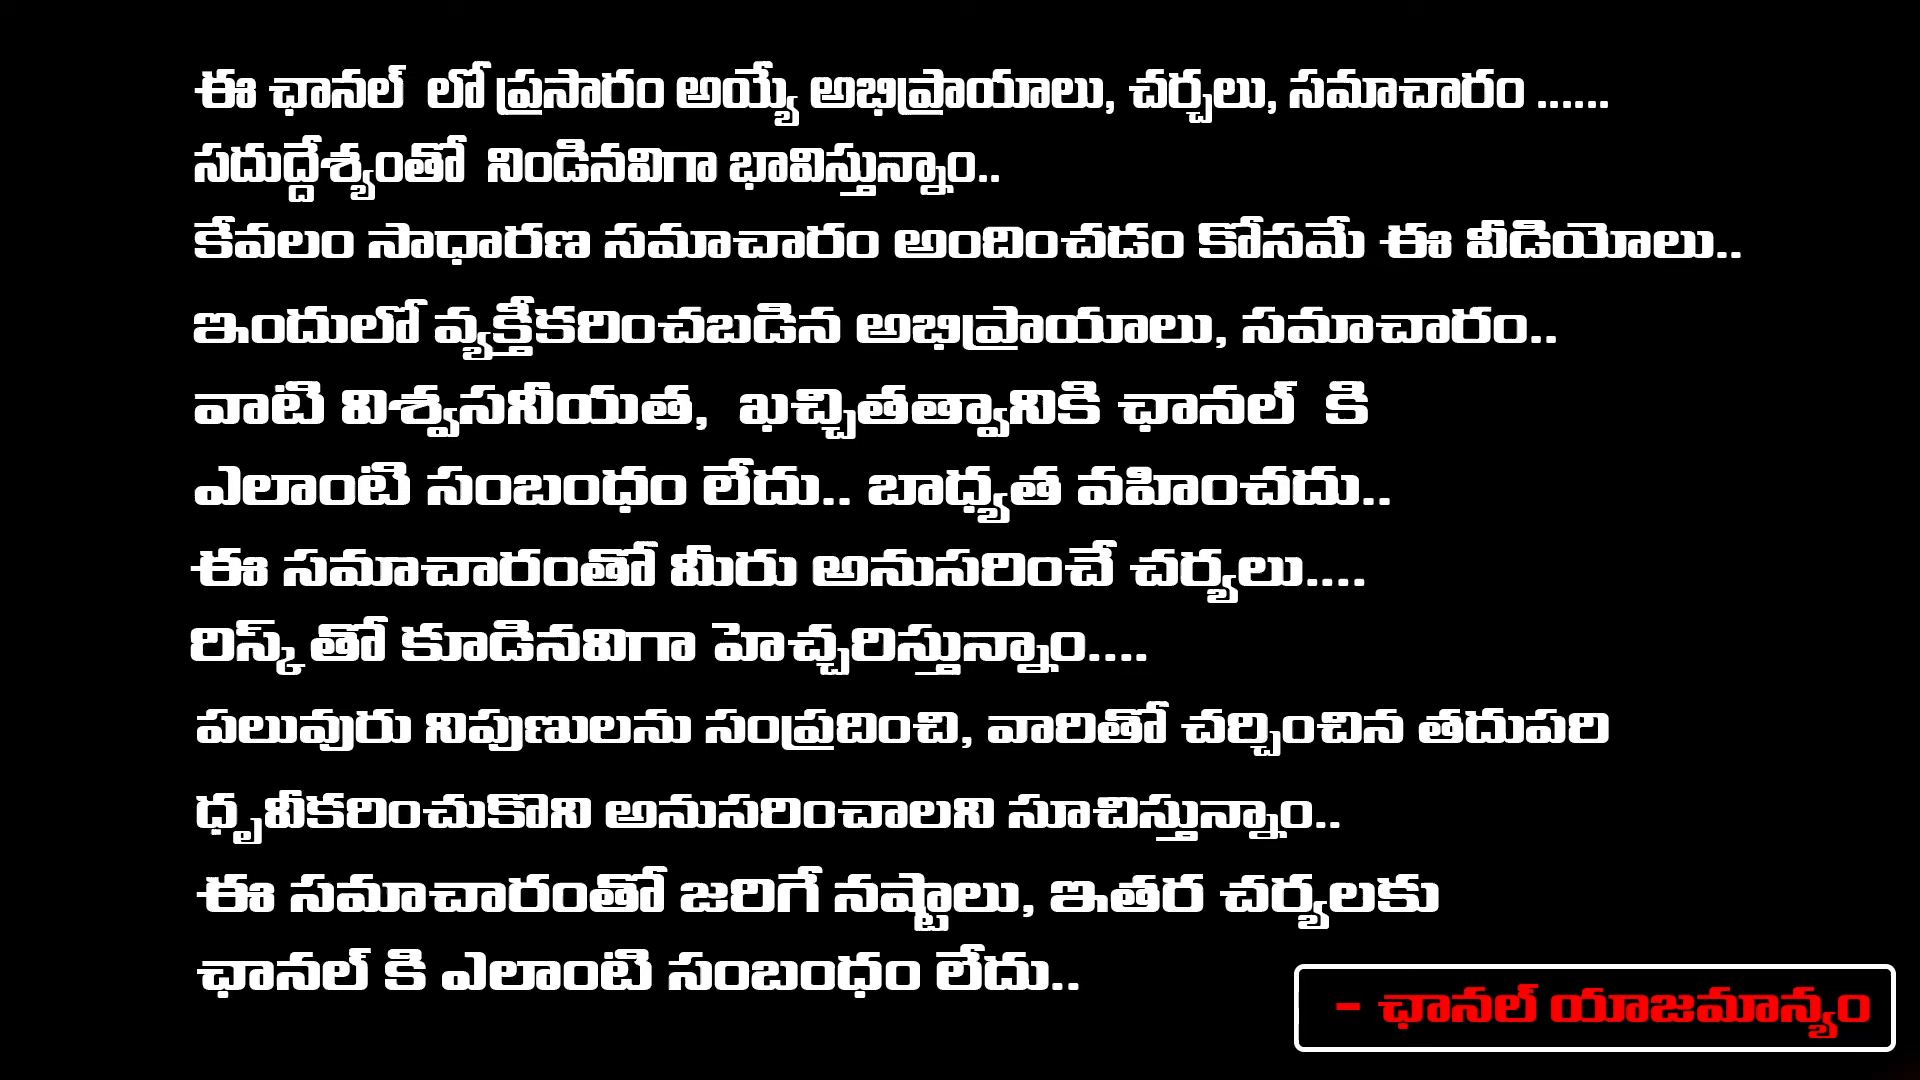 ఈ ఛానల్ లో ప్రసారం అయ్యే అభిప్రాయాలు, చర్చలు, సమాచారం ......
సదుద్దేశ్యంతో నిండినవిగా భావిస్తున్నాం..
కేవలం సాధారణ సమాచారం అందించడం కోసమే ఈ వీడియోలు..
ఇందులో వ్యక్తీకరించబడిన అభిప్రాయాలు, సమాచారం..
వాటి విశ్వసనీయత, ఖచ్చితత్వానికి ఛానల్ కి
ఎలాంటి సంబంధం లేదు.. బాధ్యత వహించదు..
ఈ సమాచారంతో మీరు అనుసరించే చర్యలు....
రిస్క్ తో కూడినవిగా హెచ్చరిస్తున్నాం....
పలువురు నిపుణులను సంప్రదించి, వారితో చర్చించిన తదుపరి
ధృవీకరించుకొని అనుసరించాలని సూచిస్తున్నాం..
ఈ సమాచారంతో జరిగే నష్టాలు, ఇతర చర్యలకు
ఛానల్ కి ఎలాంటి సంబంధం లేదు..
- ఛానల్ యాజమాన్యం